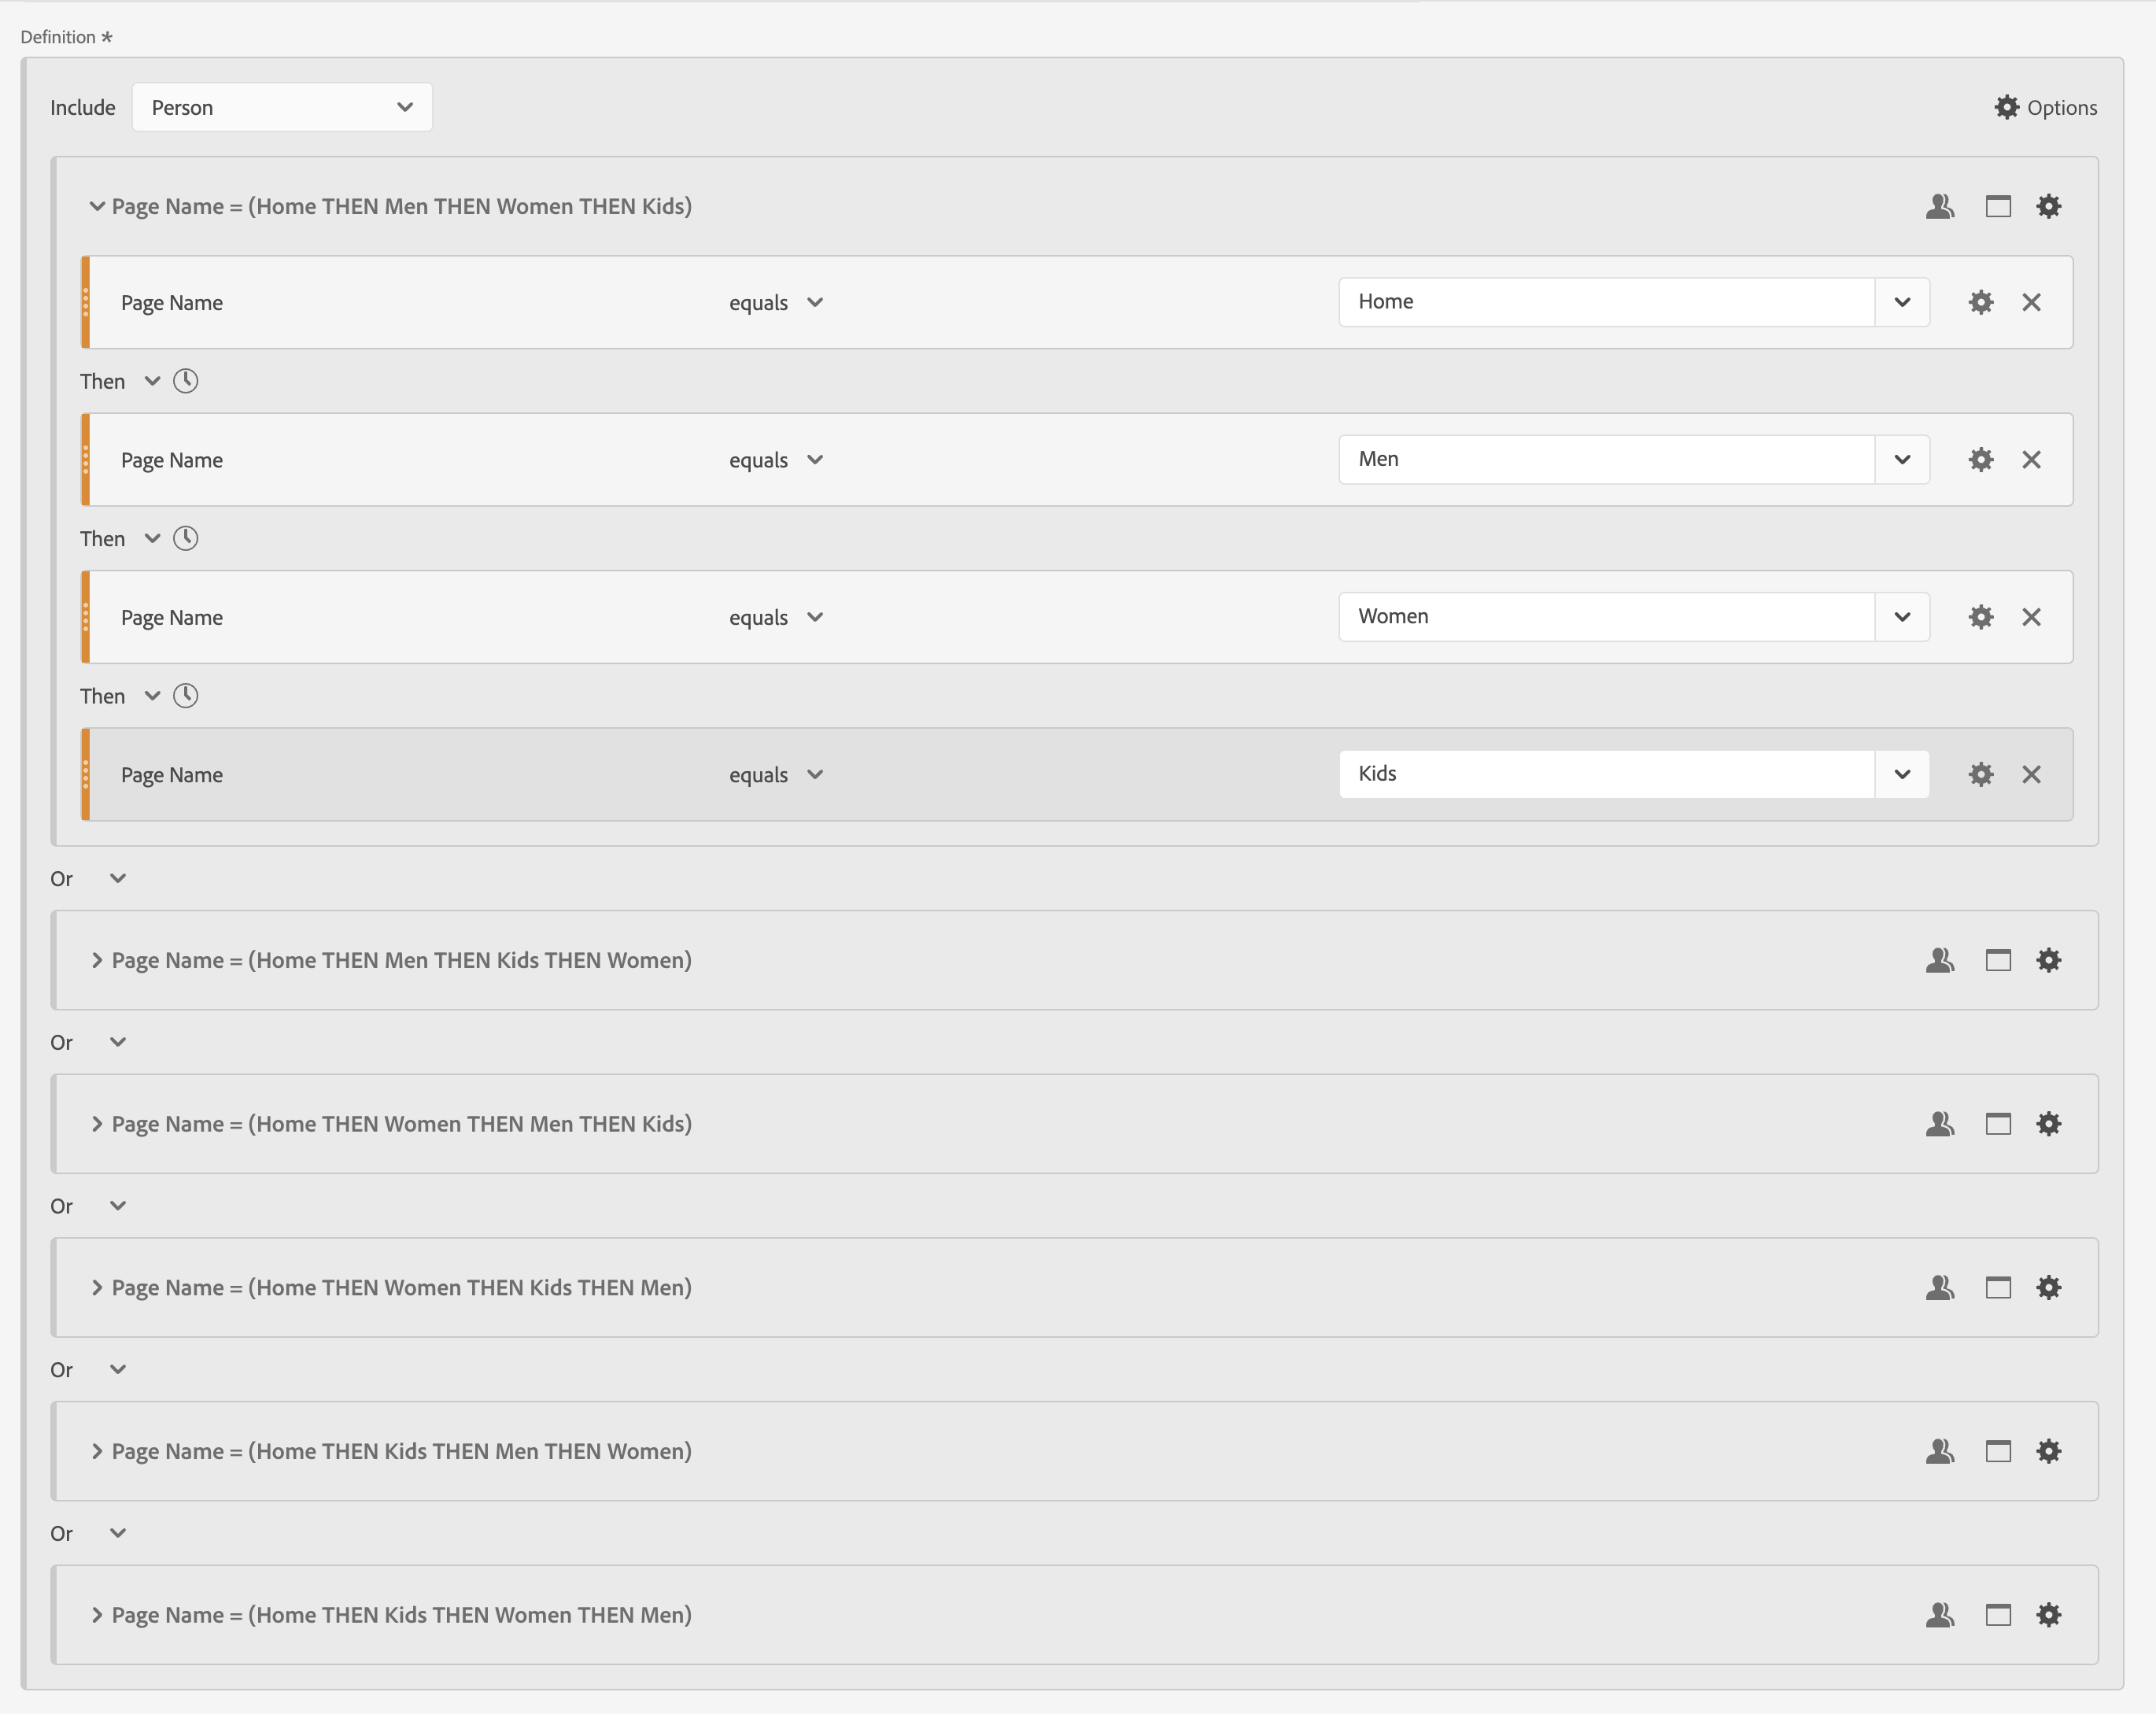 Definition *
Include Person Options
Page Name = (Home THEN Men THEN Women THEN Kids)
Page Name equals Home
Then
Page Name equals Men
Then
Page Name equals Women
Then
Page Name equals Kids
Or
Page Name = (Home THEN Men THEN Kids THEN Women)
Or
Page Name = (Home THEN Women THEN Men THEN Kids)
Or
Page Name = (Home THEN Women THEN Kids THEN Men)
Or
Page Name = (Home THEN Kids THEN Men THEN Women)
Or
Page Name = (Home THEN Kids THEN Women THEN Men)